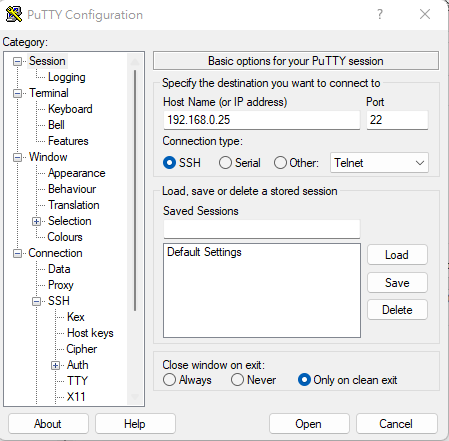 PuTTY Configuration
?
Category:
Session
Logging
Terminal
Keyboard
Bell
Features
Window
Appearance
Behaviour
Translation
Selection
Colours
Connection
Data
Proxy
SSH
Kex
Host keys
Cipher
Auth
TTY
X11
Basic options for your PuTTY session
Specify the destination you want to connect to
Host Name (or IP address) Port
192.168.0.25 22
Connection type:
SSH Serial Other: Telnet
Load, save or delete a stored session
Saved Sessions
Default Settings
Load
Save
Delete
Close window on exit:
Always Never Only on clean exit
About Help Open Cancel